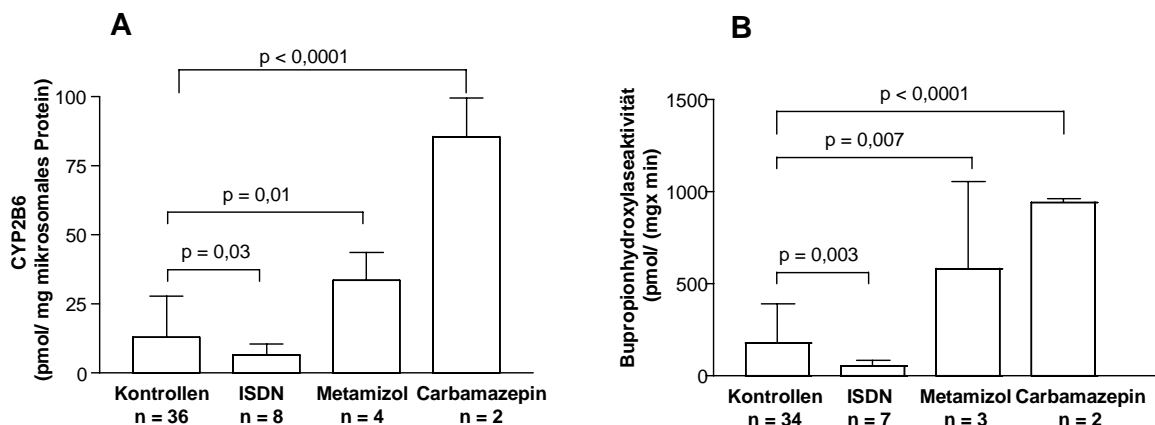 A
CYP2B6
(pmol/ mg mikrosomales Protein)
100
75
50
25
0
p < 0,0001
p = 0,01
p = 0,03
Kontrollen ISDN Metamizol Carbamazepin
n = 36 n = 8 n = 4 n = 2
B
Bupropionhydroxylaseaktivität
(pmol/ (mgx min)
1500
1000
500
0
p < 0,0001
p = 0,007
p = 0,003
Kontrollen ISDN Metamizol Carbamazepin
n = 34 n = 7 n = 3 n = 2